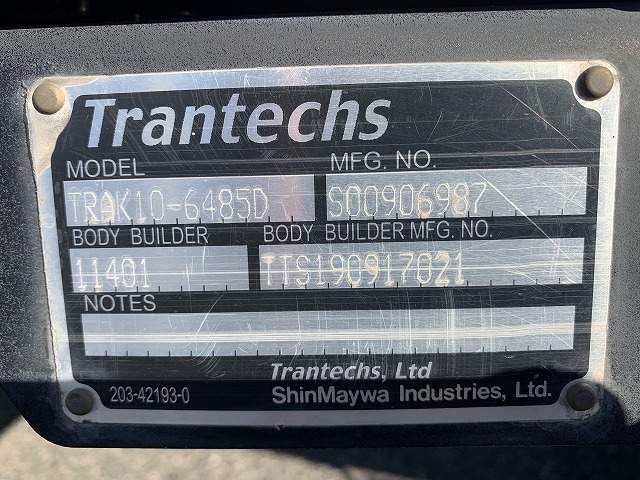 Trantechs
MODEL MFG. NO.
TRAK10-6485D S00906987
BODY BUILDER BODY BUILDER MFG. NO.
11401 TTS190917021
NOTES
Trantechs, Ltd
203-42193-0 ShinMaywa Industries, Ltd.